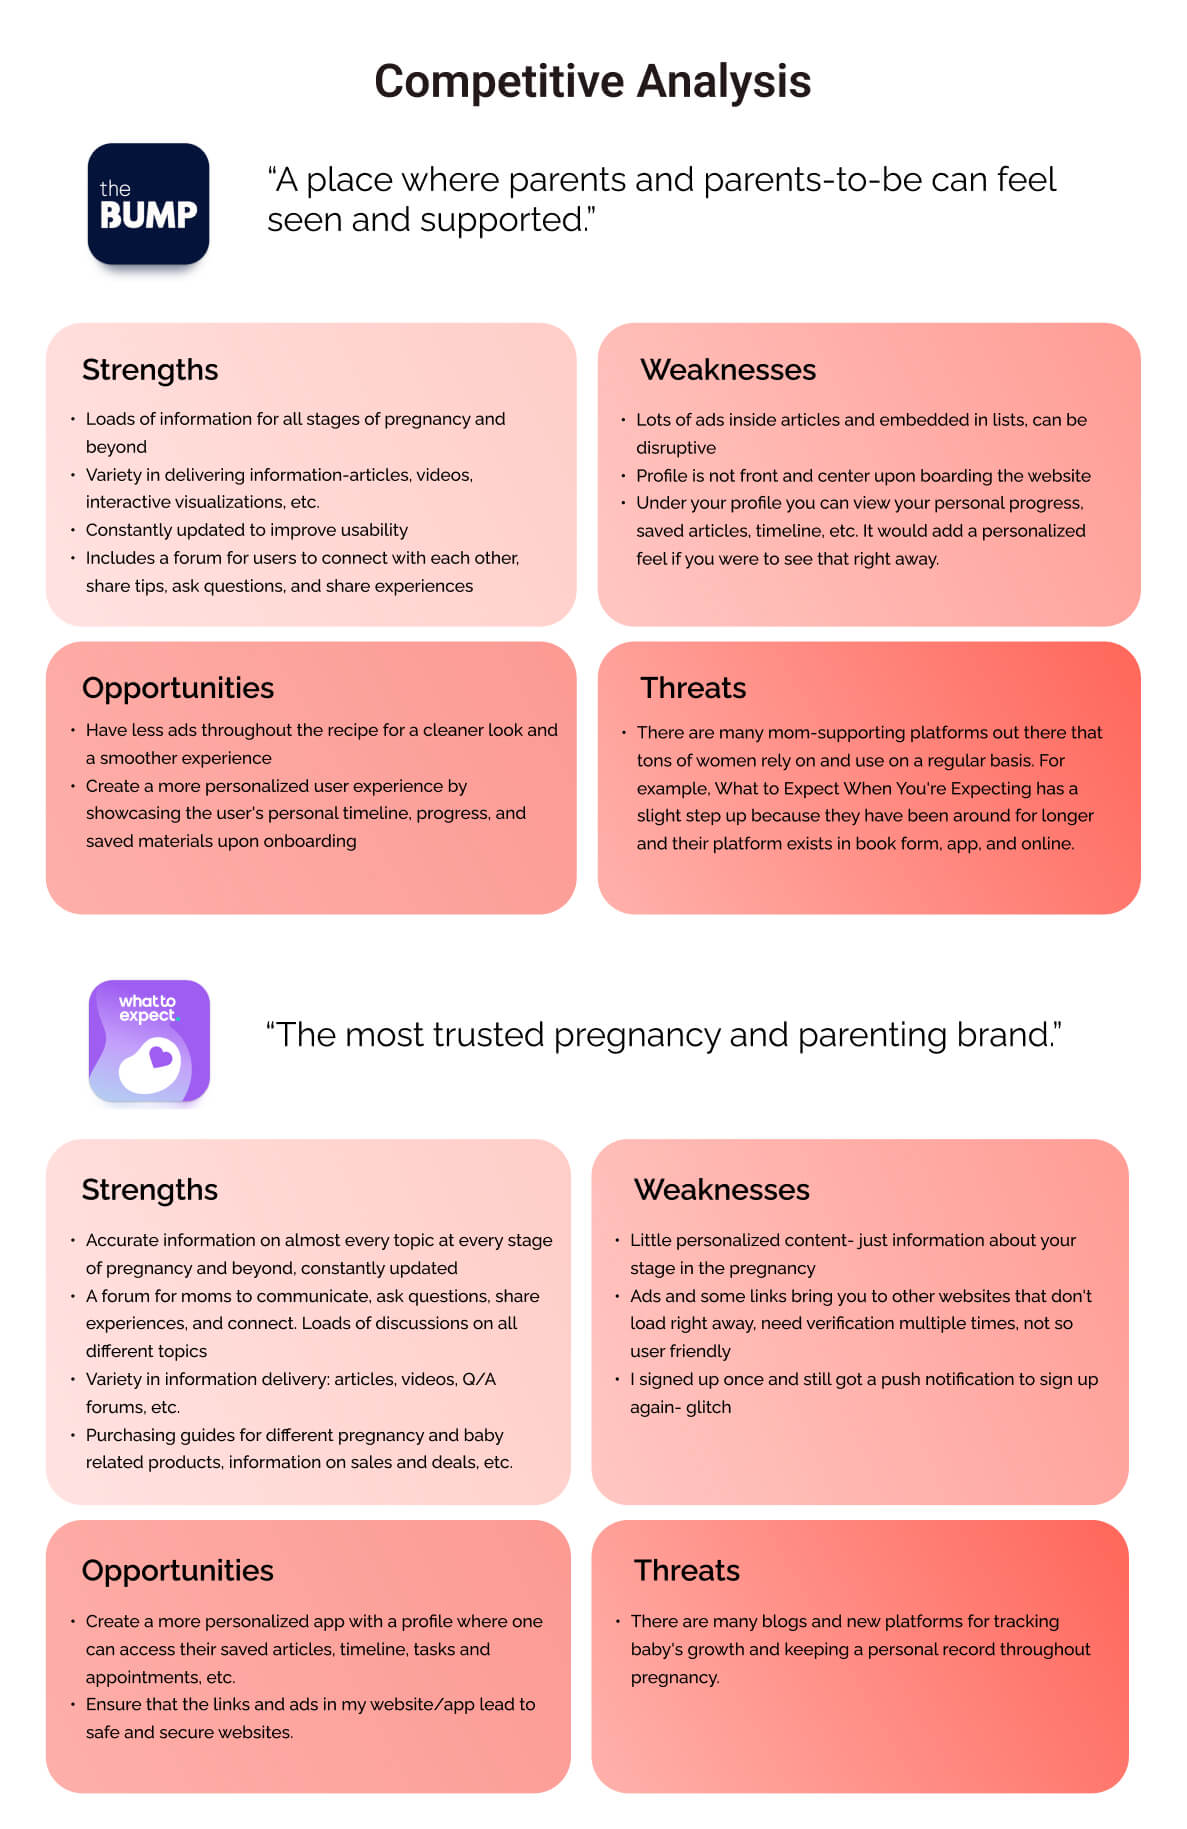 Competitive Analysis
the
BUMP
“A place where parents and parents-to-be can feel
seen and supported.”
Strengths
• Loads of information for all stages of pregnancy and
beyond
• Variety in delivering information-articles, videos,
interactive visualizations, etc.
• Constantly updated to improve usability
• Includes a forum for users to connect with each other,
share tips, ask questions, and share experiences
Weaknesses
• Lots of ads inside articles and embedded in lists, can be
disruptive
• Profile is not front and center upon boarding the website
• Under your profile you can view your personal progress,
saved articles, timeline, etc. It would add a personalized
feel if you were to see that right away.
Opportunities
• Have less ads throughout the recipe for a cleaner look and
a smoother experience
• Create a more personalized user experience by
showcasing the user's personal timeline, progress, and
saved materials upon onboarding
Threats
• There are many mom-supporting platforms out there that
tons of women rely on and use on a regular basis. For
example, What to Expect When You're Expecting has a
slight step up because they have been around for longer
and their platform exists in book form, app, and online.
what to
expect.
“The most trusted pregnancy and parenting brand.”
Strengths
• Accurate information on almost every topic at every stage
of pregnancy and beyond, constantly updated
• A forum for moms to communicate, ask questions, share
experiences, and connect. Loads of discussions on all
different topics
• Variety in information delivery: articles, videos, Q/A
forums, etc.
• Purchasing guides for different pregnancy and baby
related products, information on sales and deals, etc.
Weaknesses
• Little personalized content- just information about your
stage in the pregnancy
• Ads and some links bring you to other websites that don't
load right away, need verification multiple times, not so
user friendly
• I signed up once and still got a push notification to sign up
again- glitch
Opportunities
• Create a more personalized app with a profile where one
can access their saved articles, timeline, tasks and
appointments, etc.
• Ensure that the links and ads in my website/app lead to
safe and secure websites.
Threats
• There are many blogs and new platforms for tracking
baby's growth and keeping a personal record throughout
pregnancy.